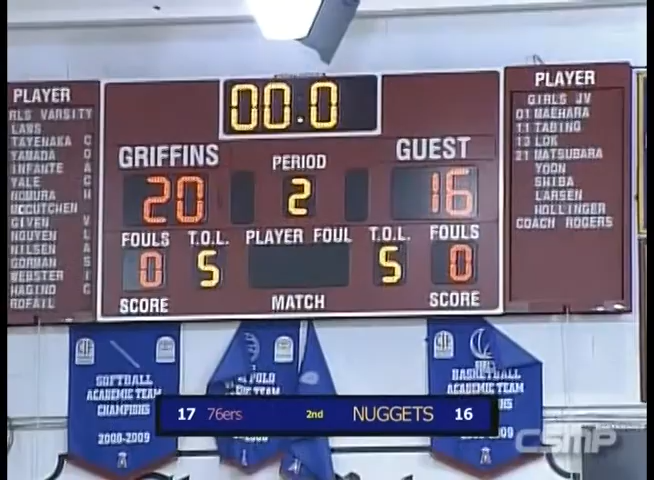 PLAYER
RLS VARSITY
LAWS
TAYENAKA C
YAMADA O
INFANTE A
YALE C
NOMURA H
MCCUTCHEN
GIVEN V
NGUYEN L
NILSEN A
GORMAN S
WEBSTER I
HAGINO C
ROFAIL
00.0
GRIFFINS
PERIOD
GUEST
20
2
16
FOULS T.O.L. PLAYER FOUL T.O.L. FOULS
0 5 5 0
SCORE MATCH SCORE
PLAYER
GIRLS JV
01 MAEHARA
11 TABING
13 LOK
21 MATSUBARA
YOON
SHIBA
LARSEN
HOLLINGER
COACH ROGERS
SOFTBALL
ACADEMIC TEAM
CHAMPIONS
2008-2009
POLO
TEAM
BASKETBALL
ACADEMIC TEAM
17 76ers 2nd NUGGETS 16
CSMP